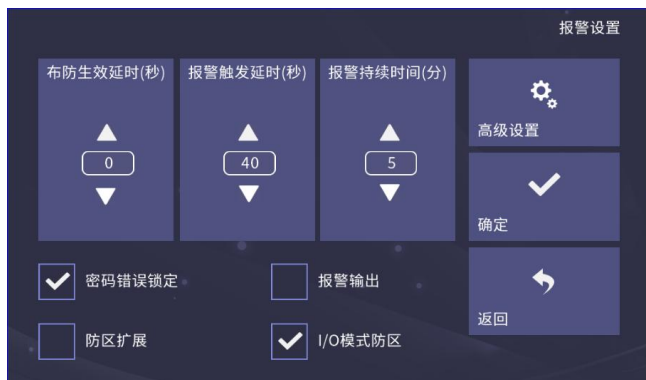 报警设置
布防生效延时(秒)
报警触发延时(秒)
报警持续时间(分)
0
40
5
高级设置
确定
密码错误锁定
报警输出
返回
防区扩展
I/O模式防区